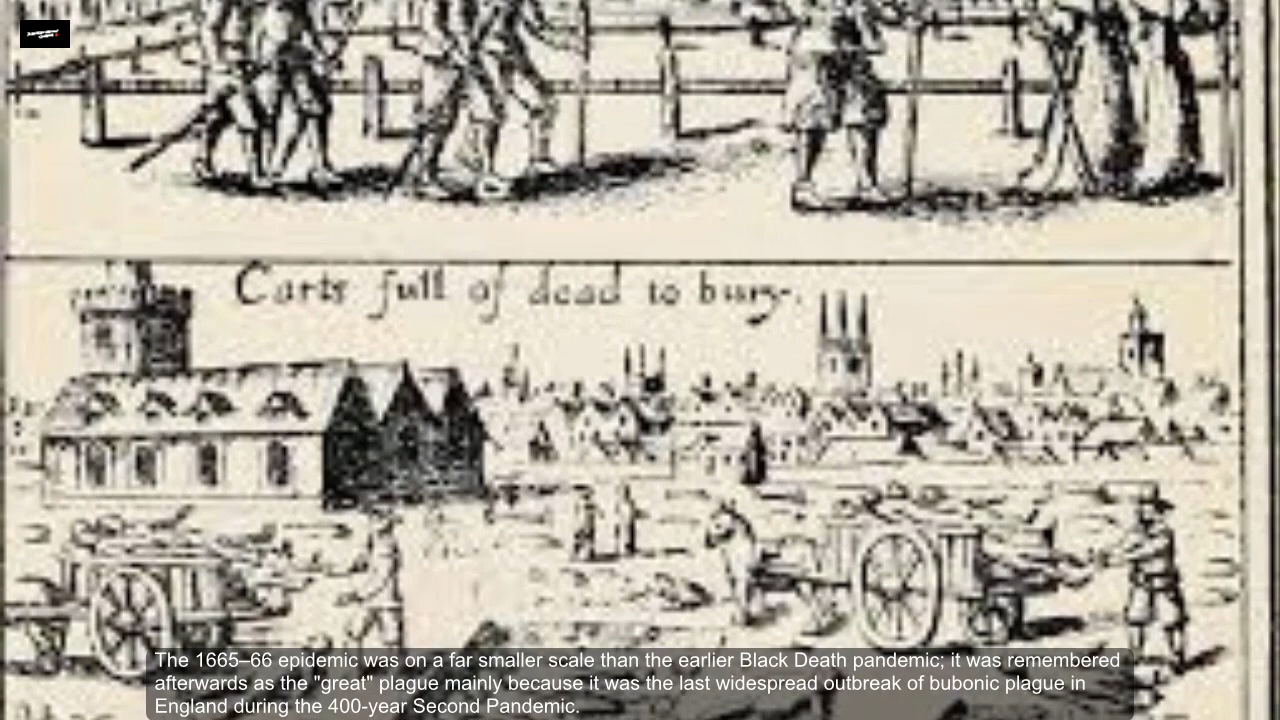 Carts full of dead to bury.
The 1665–66 epidemic was on a far smaller scale than the earlier Black Death pandemic; it was remembered
afterwards as the "great" plague mainly because it was the last widespread outbreak of bubonic plague in
England during the 400-year Second Pandemic.